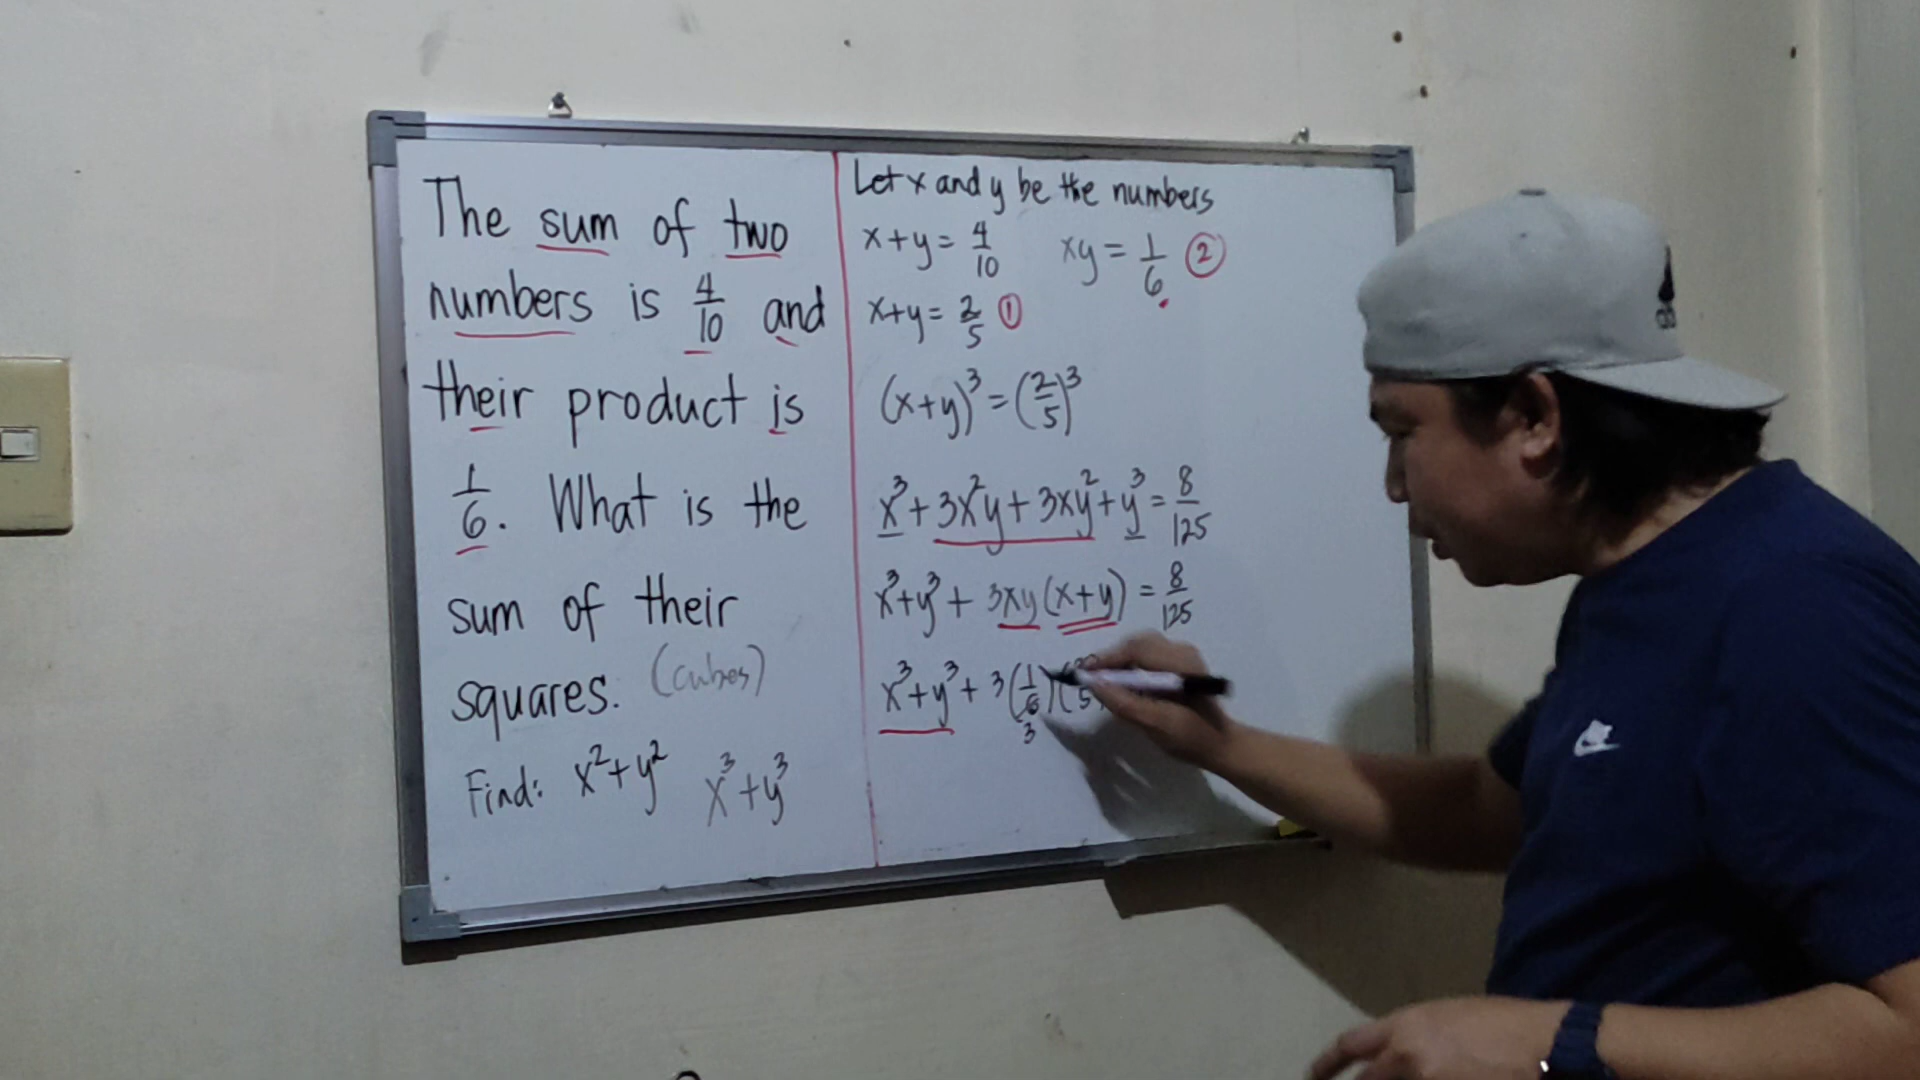 The sum of two
numbers is 4/10 and
their product is
1/6. What is the
sum of their
squares. (cubes)
Find: x²+y² x³+y³
Let x and y be the numbers
x+y = 4/10 xy = 1/6 ②
x+y = 2/5 ①
(x+y)³ = (2/5)³
x³+3x²y+3xy²+y³ = 8/125
x³+y³ + 3xy(x+y) = 8/125
x³+y³ + 3(1/6)(
3